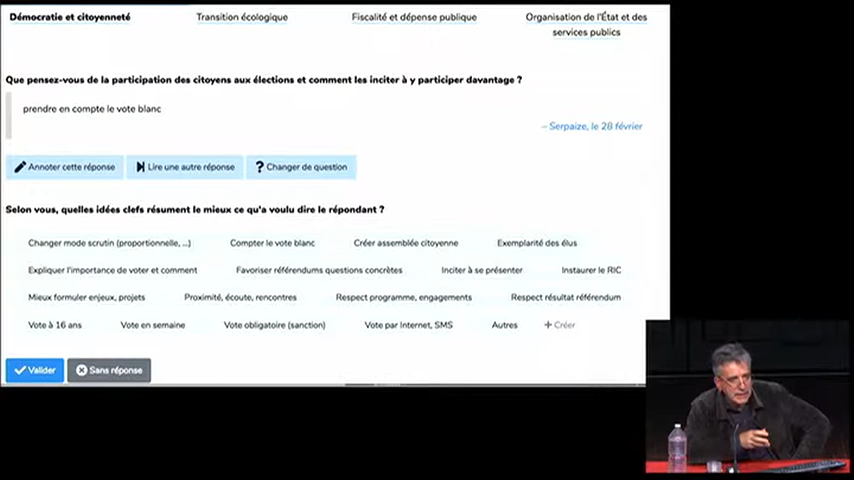 Démocratie et citoyenneté
Transition écologique
Fiscalité et dépense publique
Organisation de l'État et des
services publics
Que pensez-vous de la participation des citoyens aux élections et comment les inciter à y participer davantage ?
prendre en compte le vote blanc
– Serpaize, le 28 février
Annoter cette réponse
Lire une autre réponse
Changer de question
Selon vous, quelles idées clefs résument le mieux ce qu'a voulu dire le répondant ?
Changer mode scrutin (proportionnelle, ...)
Compter le vote blanc
Créer assemblée citoyenne
Exemplarité des élus
Expliquer l'importance de voter et comment
Favoriser référendums questions concrètes
Inciter à se présenter
Instaurer le RIC
Mieux formuler enjeux, projets
Proximité, écoute, rencontres
Respect programme, engagements
Respect résultat référendum
Vote à 16 ans
Vote en semaine
Vote obligatoire (sanction)
Vote par Internet, SMS
Autres
+ Créer
Valider
Sans réponse